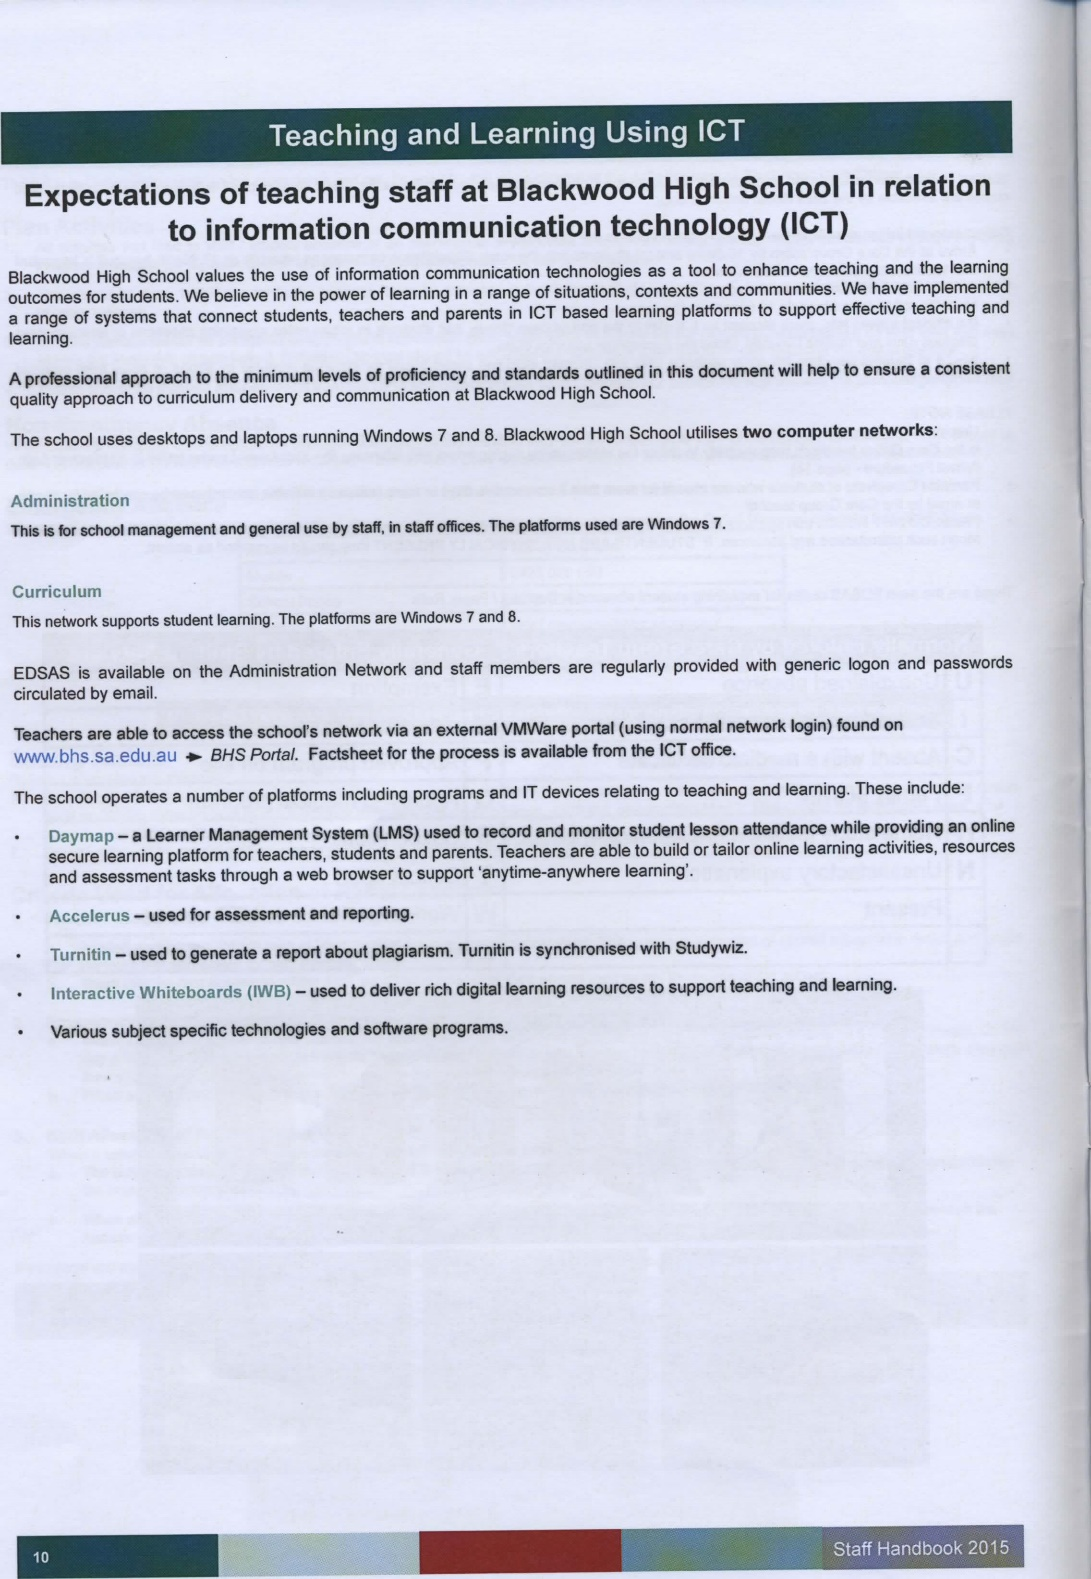 Teaching and Learning Using ICT
Expectations of teaching staff at Blackwood High School in relation
to information communication technology (ICT)
Blackwood High School values the use of information communication technologies as a tool to enhance teaching and the learning
outcomes for students. We believe in the power of learning in a range of situations, contexts and communities. We have implemented
a range of systems that connect students, teachers and parents in ICT based learning platforms to support effective teaching and
learning.
A professional approach to the minimum levels of proficiency and standards outlined in this document will help to ensure a consistent
quality approach to curriculum delivery and communication at Blackwood High School.
The school uses desktops and laptops running Windows 7 and 8. Blackwood High School utilises two computer networks:
Administration
This is for school management and general use by staff, in staff offices. The platforms used are Windows 7.
Curriculum
This network supports student learning. The platforms are Windows 7 and 8.
EDSAS is available on the Administration Network and staff members are regularly provided with generic logon and passwords
circulated by email.
Teachers are able to access the school's network via an external VMWare portal (using normal network login) found on
www.bhs.sa.edu.au ► BHS Portal. Factsheet for the process is available from the ICT office.
The school operates a number of platforms including programs and IT devices relating to teaching and learning. These include:
• Daymap – a Learner Management System (LMS) used to record and monitor student lesson attendance while providing an online
secure learning platform for teachers, students and parents. Teachers are able to build or tailor online learning activities, resources
and assessment tasks through a web browser to support 'anytime-anywhere learning'.
• Accelerus – used for assessment and reporting.
• Turnitin – used to generate a report about plagiarism. Turnitin is synchronised with Studywiz.
• Interactive Whiteboards (IWB) – used to deliver rich digital learning resources to support teaching and learning.
• Various subject specific technologies and software programs.
10
Staff Handbook 2015